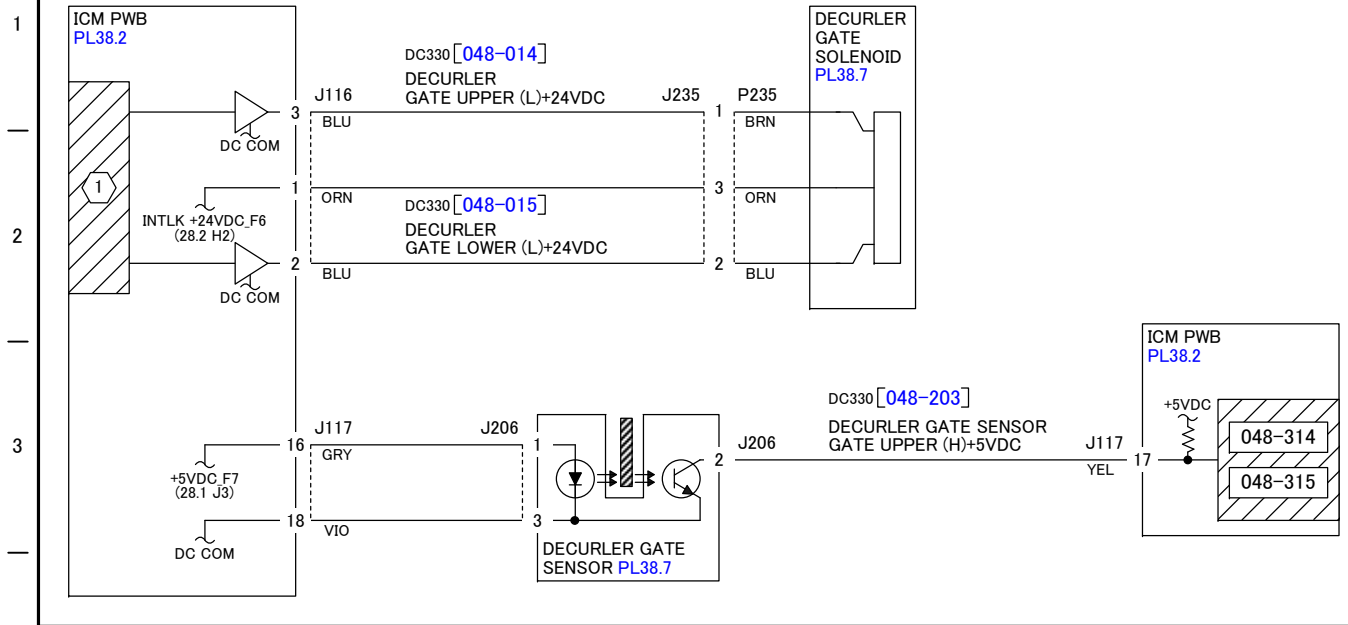 1
ICM PWB
PL38.2
DC330 [048-014]
DECURLER
GATE UPPER (L)+24VDC
DECURLER
GATE
SOLENOID
PL38.7
J116
J235
P235
3
BLU
1
BRN
DC COM
1
1
ORN
3
ORN
INTLK +24VDC_F6
(28.2 H2)
DC330 [048-015]
DECURLER
GATE LOWER (L)+24VDC
2
2
BLU
2
BLU
DC COM
ICM PWB
PL38.2
DC330 [048-203]
DECURLER GATE SENSOR
GATE UPPER (H)+5VDC
+5VDC
3
J117
J206
16
GRY
1
2
J206
J117
17
YEL
048-314
048-315
+5VDC_F7
(28.1 J3)
18
VIO
3
DC COM
DECURLER GATE
SENSOR PL38.7